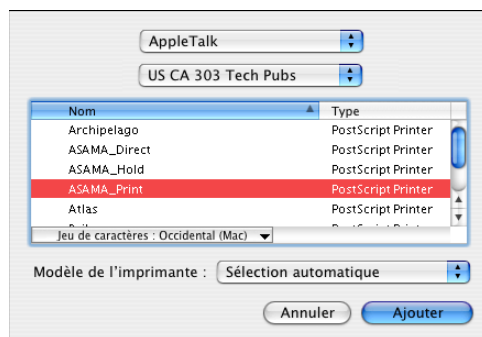 AppleTalk
US CA 303 Tech Pubs
Nom Type
Archipelago PostScript Printer
ASAMA_Direct PostScript Printer
ASAMA_Hold PostScript Printer
ASAMA_Print PostScript Printer
Atlas PostScript Printer
Jeu de caractères : Occidental (Mac)
Modèle de l'imprimante : Sélection automatique
Annuler Ajouter